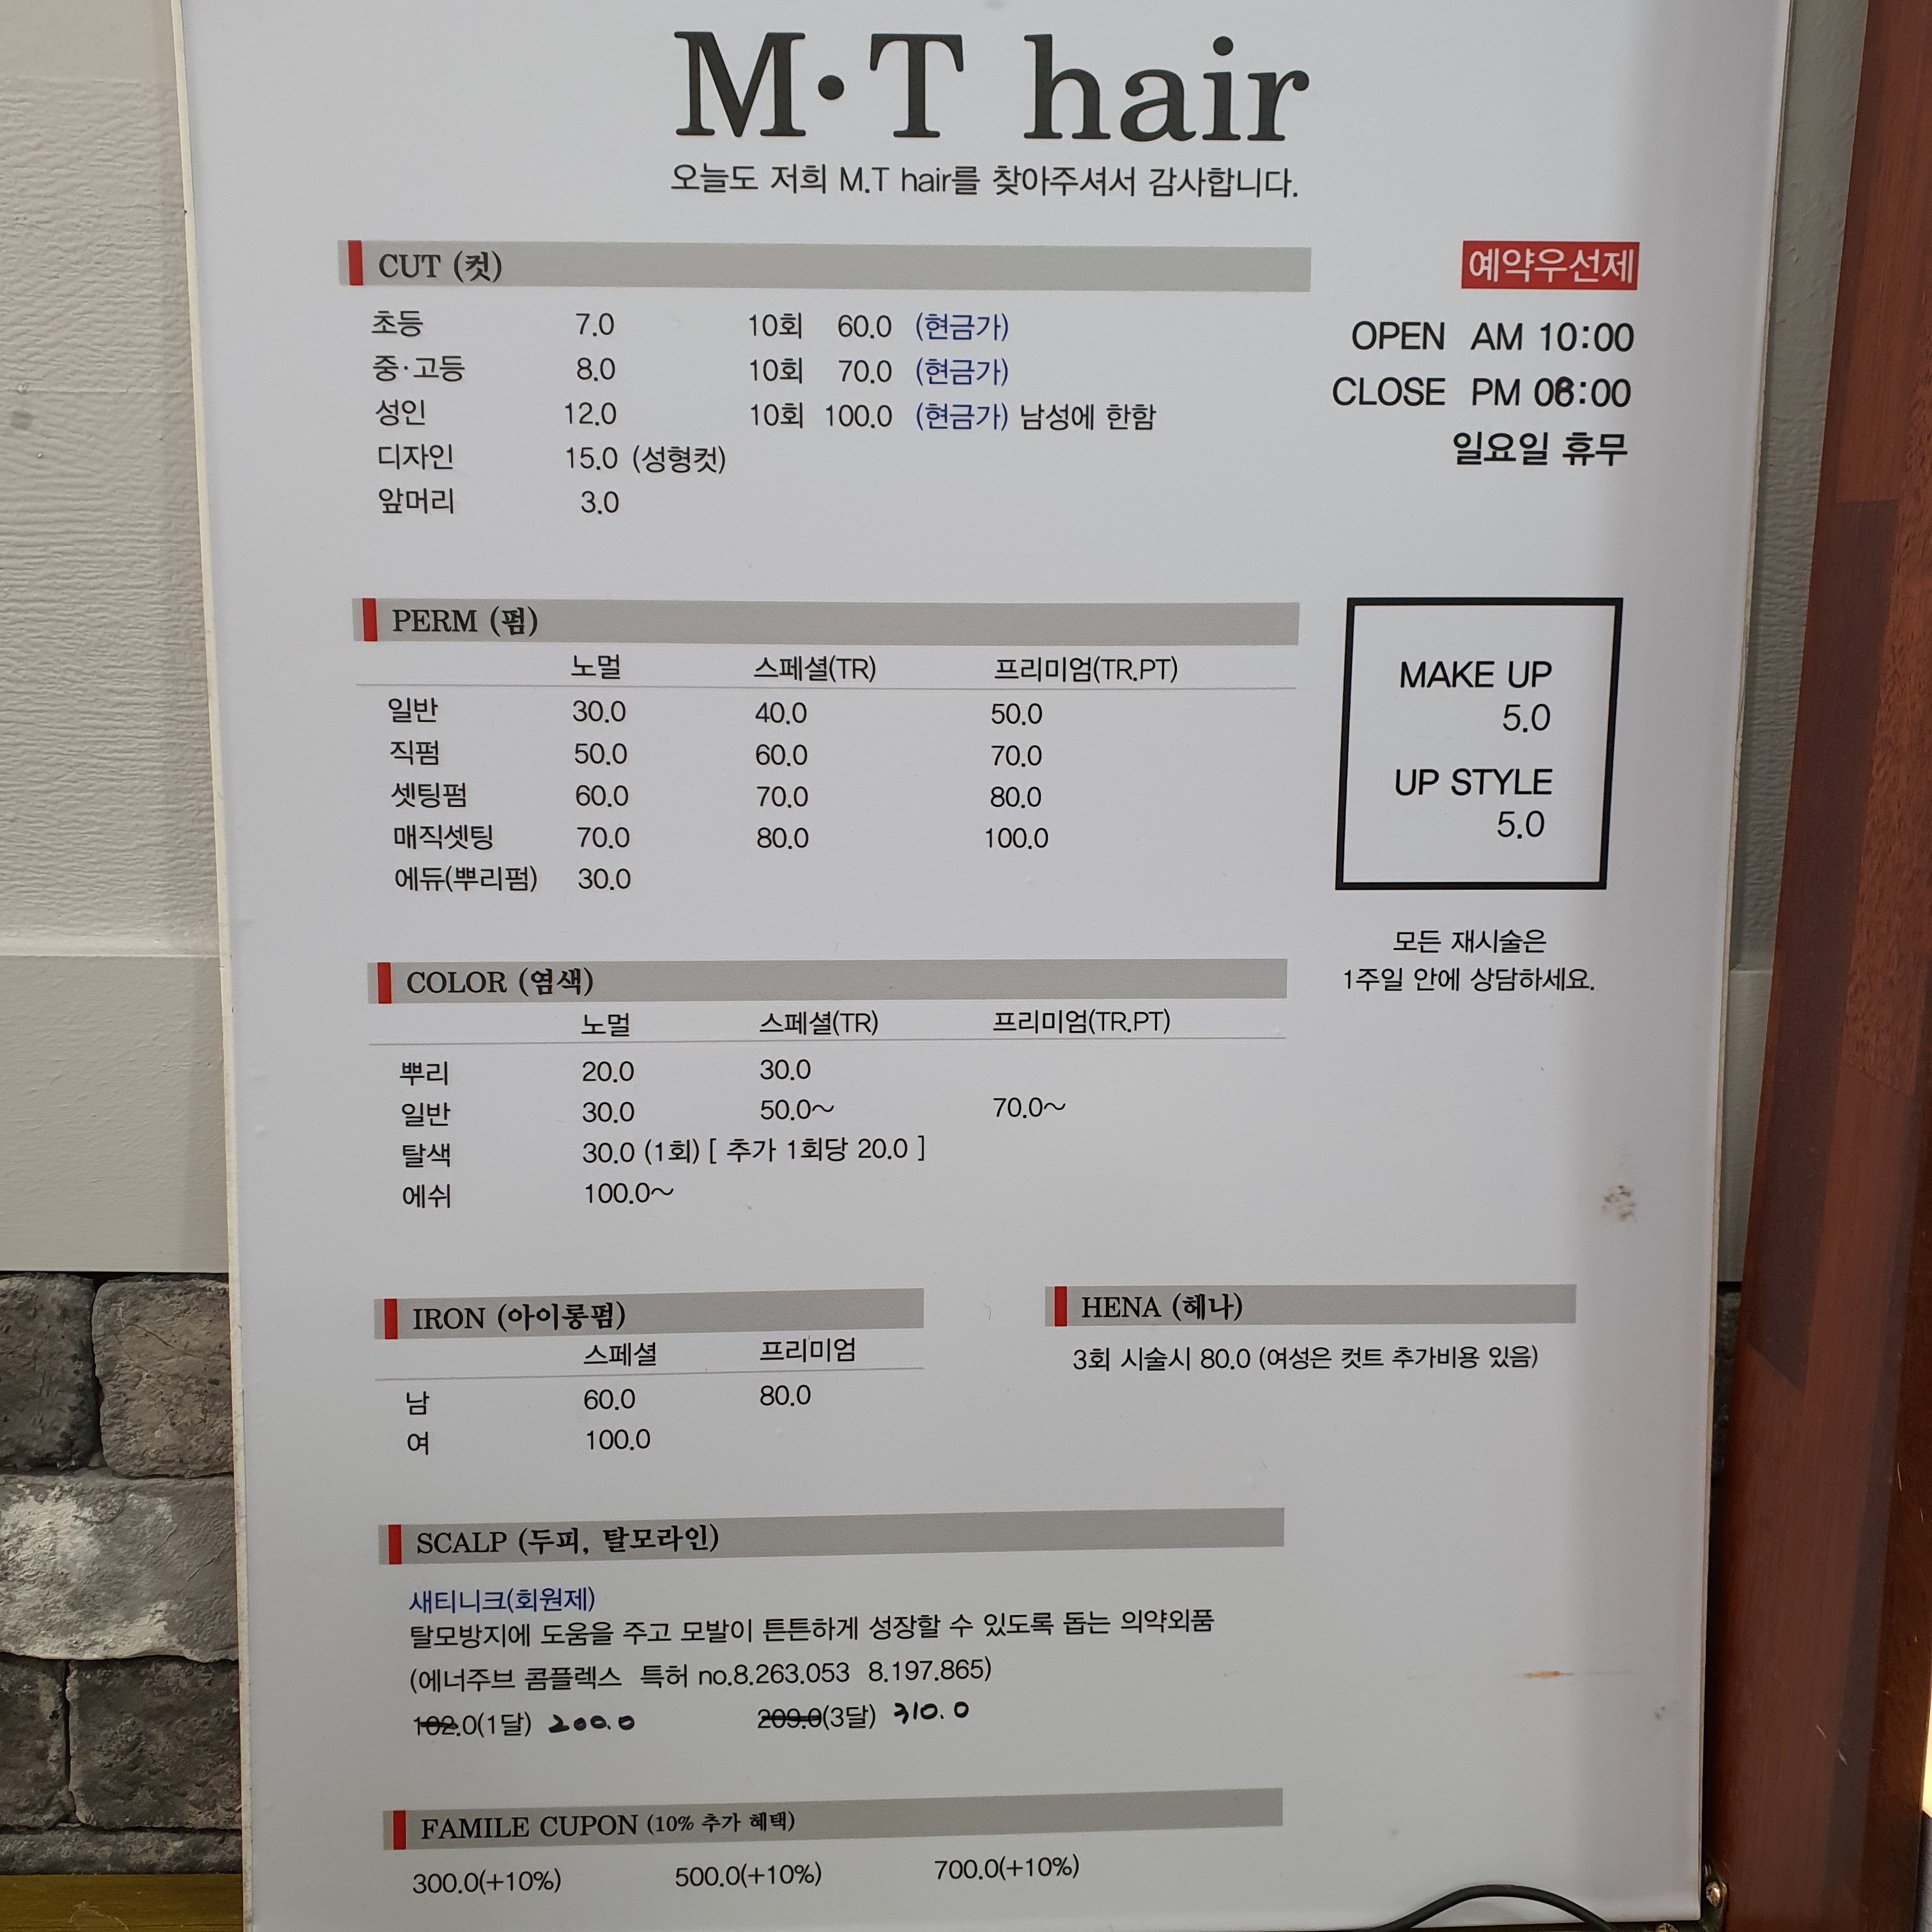 M·T hair
오늘도 저희 M.T hair를 찾아주셔서 감사합니다.
CUT (컷)
초등 7.0 10회 60.0 (현금가)
중·고등 8.0 10회 70.0 (현금가)
성인 12.0 10회 100.0 (현금가) 남성에 한함
디자인 15.0 (성형컷)
앞머리 3.0
예약우선제
OPEN AM 10:00
CLOSE PM 08:00
일요일 휴무
PERM (펌)
노멀 스페셜(TR) 프리미엄(TR.PT)
일반 30.0 40.0 50.0
직펌 50.0 60.0 70.0
셋팅펌 60.0 70.0 80.0
매직셋팅 70.0 80.0 100.0
에듀(뿌리펌) 30.0
MAKE UP
5.0
UP STYLE
5.0
모든 재시술은
1주일 안에 상담하세요.
COLOR (염색)
노멀 스페셜(TR) 프리미엄(TR.PT)
뿌리 20.0 30.0
일반 30.0 50.0~ 70.0~
탈색 30.0 (1회) [ 추가 1회당 20.0 ]
에쉬 100.0~
IRON (아이롱펌)
스페셜 프리미엄
남 60.0 80.0
여 100.0
HENA (헤나)
3회 시술시 80.0 (여성은 컷트 추가비용 있음)
SCALP (두피, 탈모라인)
새티니크(회원제)
탈모방지에 도움을 주고 모발이 튼튼하게 성장할 수 있도록 돕는 의약외품
(에너주브 콤플렉스 특허 no.8.263.053 8.197.865)
102.0(1달) 200.0 209.0(3달) 310.0
FAMILE CUPON (10% 추가 혜택)
300.0(+10%) 500.0(+10%) 700.0(+10%)